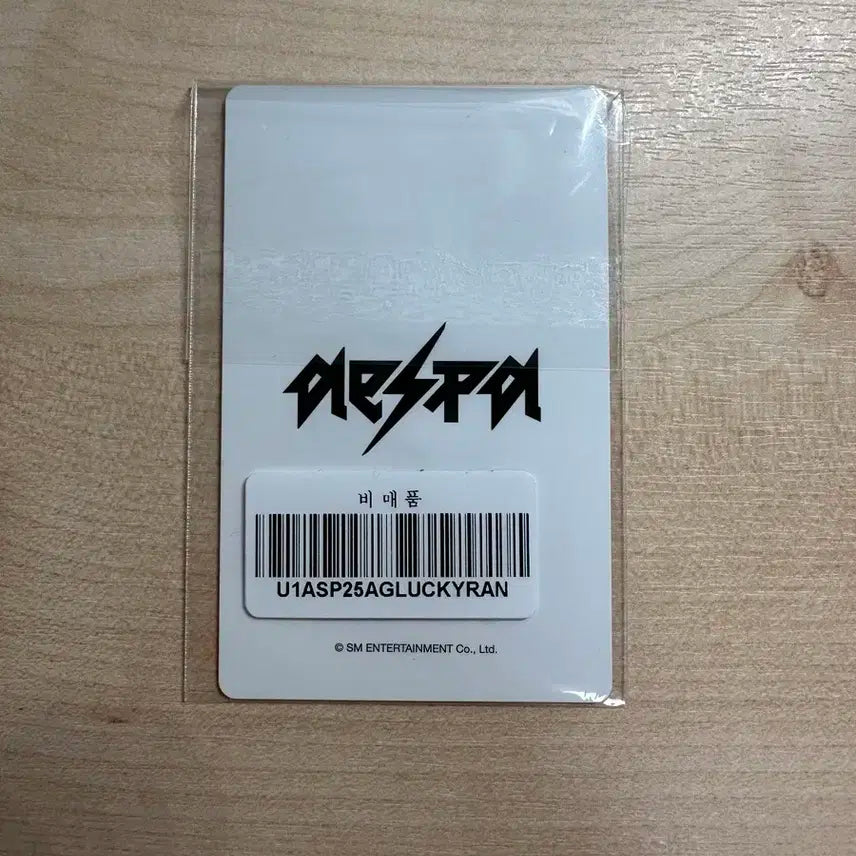 aespa
비매품
U1ASP25AGLUCKYRAN
© SM ENTERTAINMENT Co., Ltd.